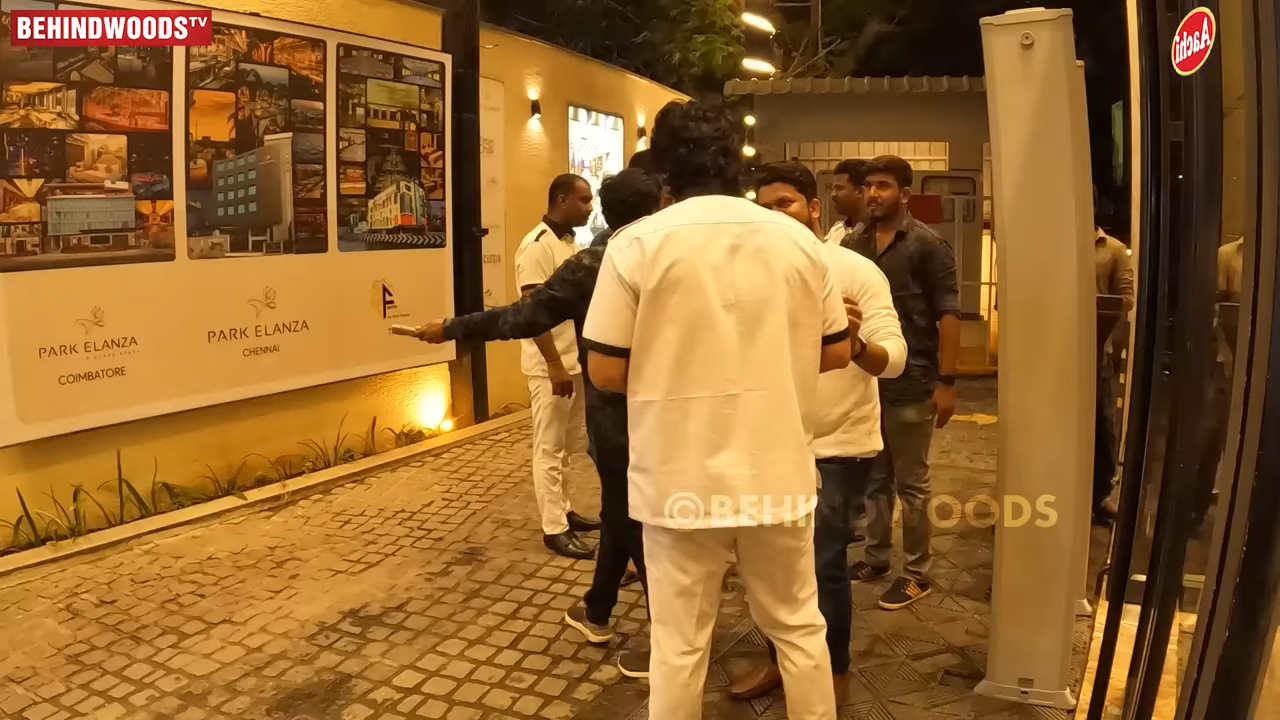 BEHINDWOODS TV
Aachi
PARK ELANZA
COIMBATORE
PARK ELANZA
CHENNAI
©BEHINDWOODS